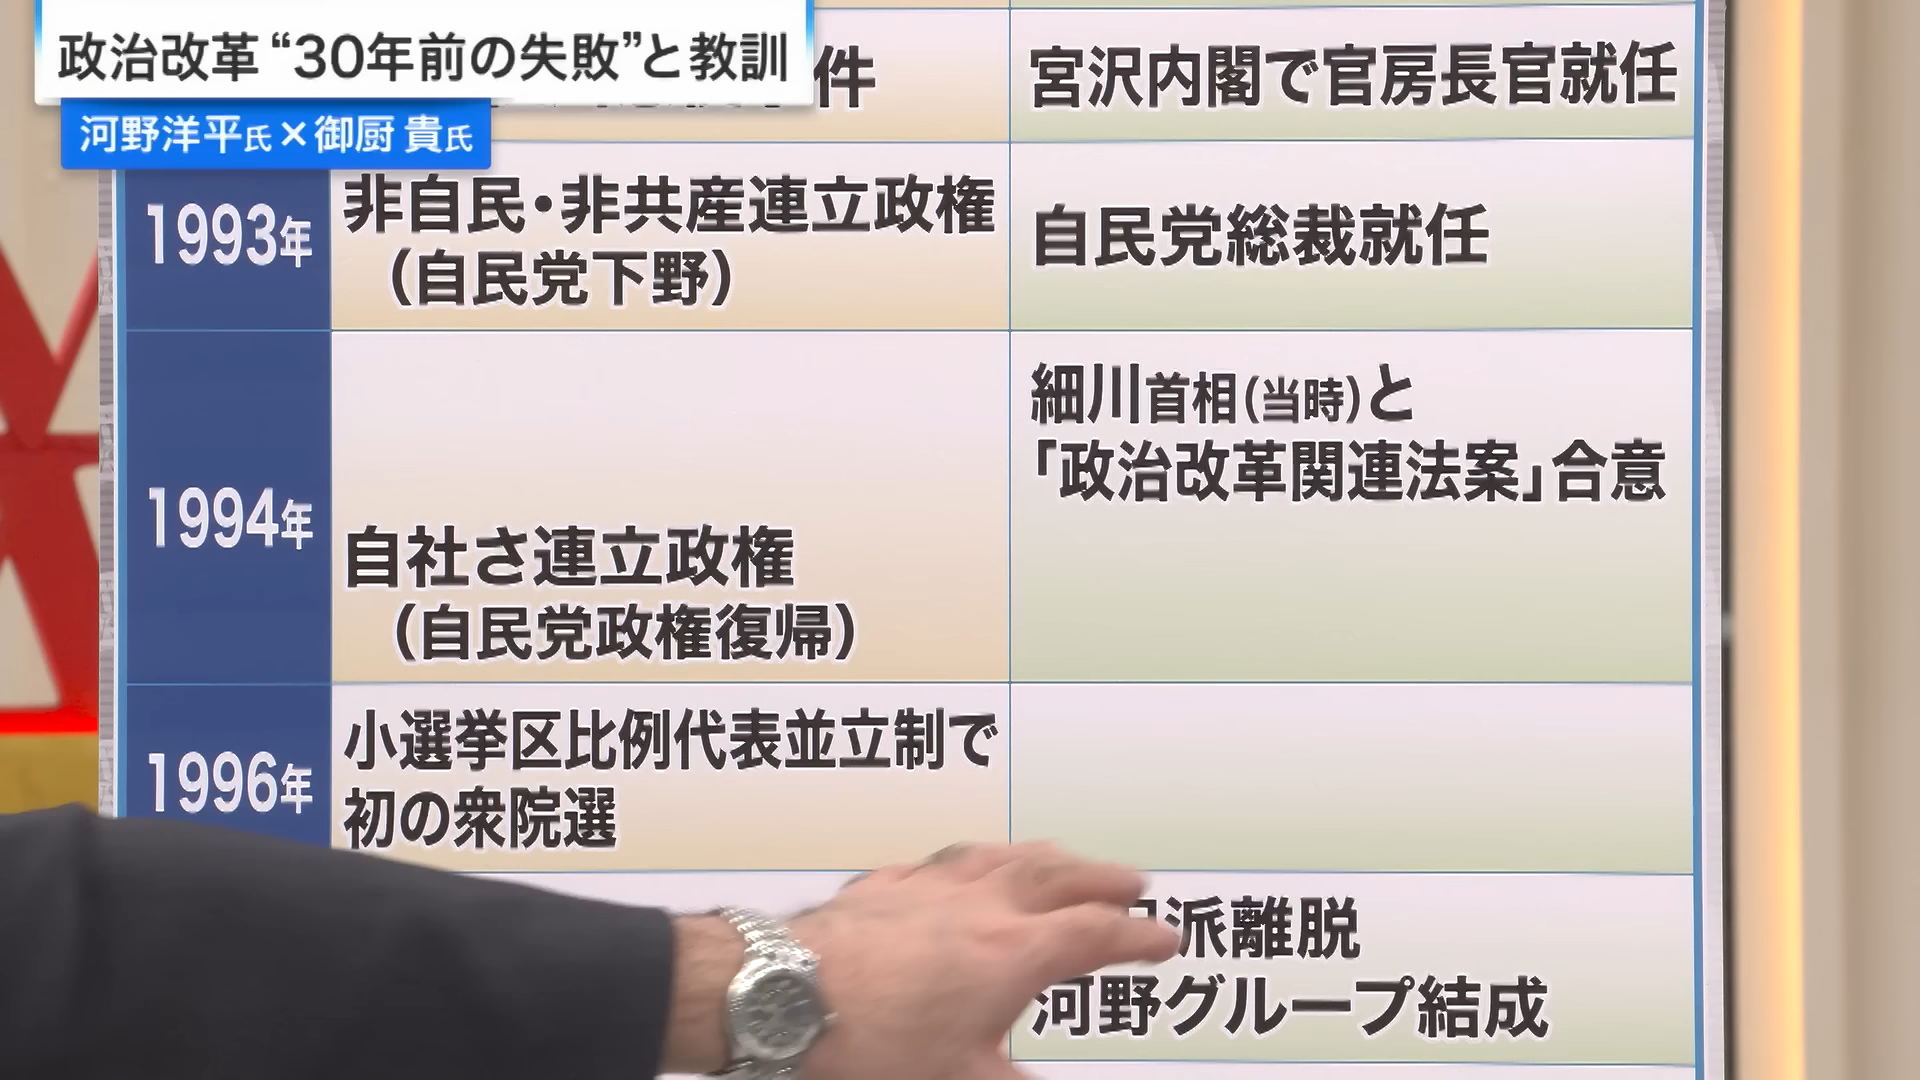 政治改革“30年前の失敗”と教訓
河野洋平氏×御厨 貴氏
件
宮沢内閣で官房長官就任
1993年
非自民・非共産連立政権
（自民党下野）
自民党総裁就任
1994年
細川首相（当時）と
「政治改革関連法案」合意
自社さ連立政権
（自民党政権復帰）
1996年
小選挙区比例代表並立制で
初の衆院選
派離脱
河野グループ結成